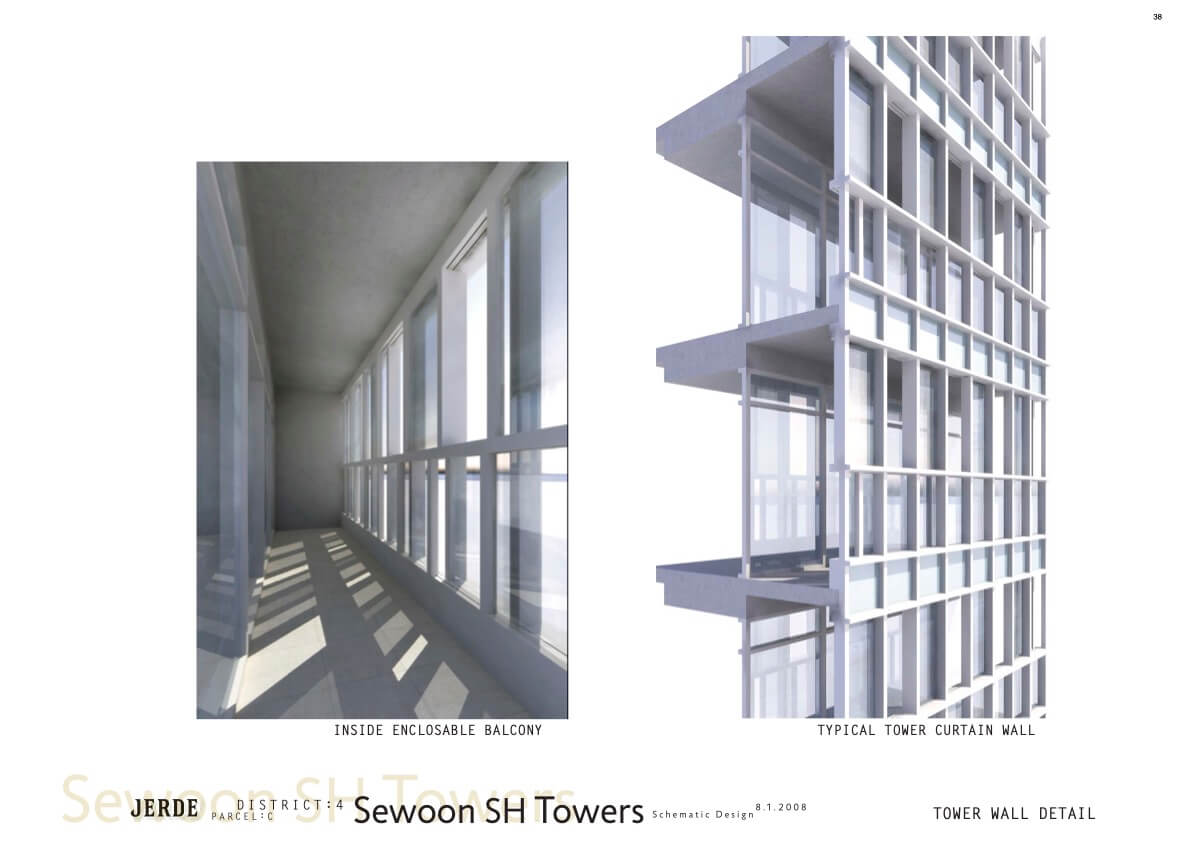 38
INSIDE ENCLOSABLE BALCONY
TYPICAL TOWER CURTAIN WALL
Sewoon SH Towers
JERDE
DISTRICT:4
PARCEL:C
Sewoon SH Towers
Schematic Design
8.1.2008
TOWER WALL DETAIL